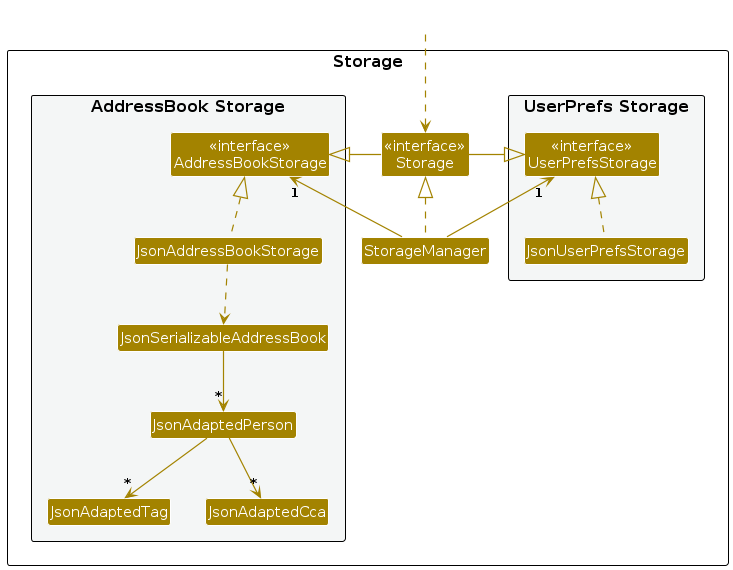 Storage
AddressBook Storage
UserPrefs Storage
«interface»
AddressBookStorage
«interface»
Storage
«interface»
UserPrefsStorage
1
1
JsonAddressBookStorage
StorageManager
JsonUserPrefsStorage
JsonSerializableAddressBook
*
JsonAdaptedPerson
*
*
JsonAdaptedTag
JsonAdaptedCca